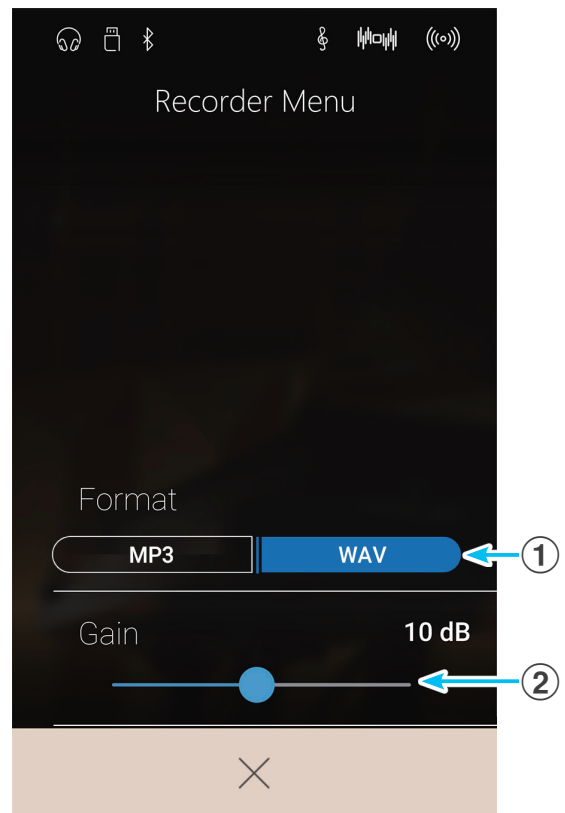 Recorder Menu
Format
MP3 WAV
①
Gain 10 dB
②